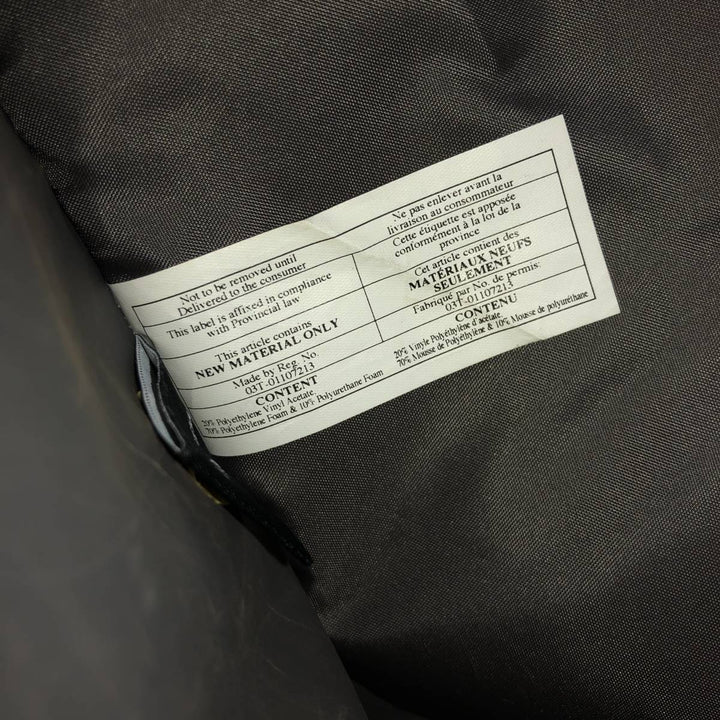 Not to be removed until
Delivered to the consumer
This label is affixed in compliance
with Provincial law
This article contains
NEW MATERIAL ONLY
Made by Reg. No.
03T-01107213
CONTENT
20% Polyethylene Vinyl Acetate
70% Polyethylene Foam & 10% Polyurethane Foam
Ne pas enlever avant la
livraison au consommateur
Cette étiquette est apposée
conformément à la loi de la
province
Cet article contient des
MATÉRIAUX NEUFS
SEULEMENT
Fabriqué par No. de permis:
03T-01107213
CONTENU
20% Vinyle Polyéthylène d'acétate
70% Mousse de Polyéthylène & 10% Mousse de polyuréthane